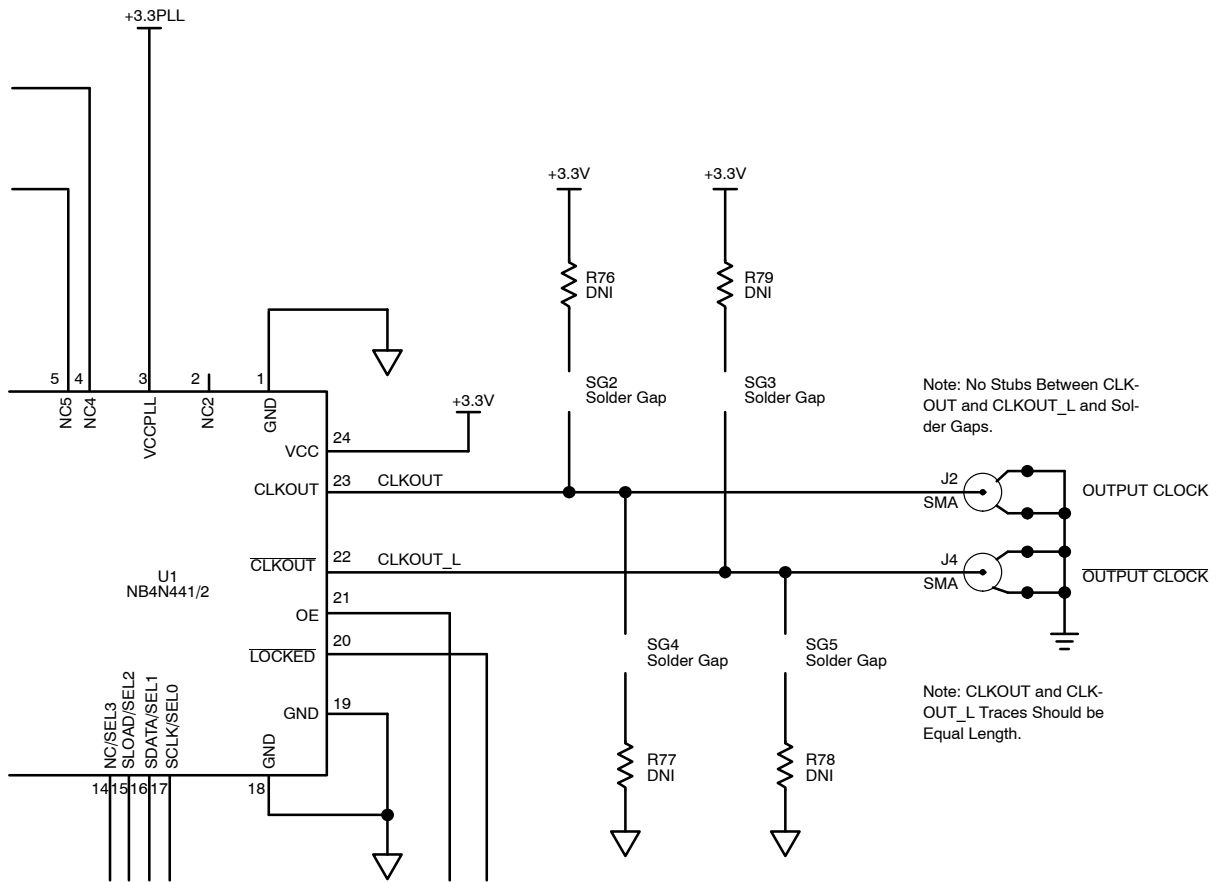 +3.3PLL
+3.3V
+3.3V
R76
DNI
R79
DNI
5
4
3
2
1
NC5
NC4
VCCPLL
NC2
GND
SG2
Solder Gap
SG3
Solder Gap
Note: No Stubs Between CLK-
OUT and CLKOUT_L and Sol-
der Gaps.
+3.3V
VCC
24
CLKOUT
23
CLKOUT
J2
SMA
OUTPUT CLOCK
CLKOUT
22
CLKOUT_L
J4
SMA
OUTPUT CLOCK
U1
NB4N441/2
OE
21
LOCKED
20
SG4
Solder Gap
SG5
Solder Gap
Note: CLKOUT and CLK-
OUT_L Traces Should be
Equal Length.
GND
19
NC/SEL3
SLOAD/SEL2
SDATA/SEL1
SCLK/SEL0
GND
14
15
16
17
18
R77
DNI
R78
DNI